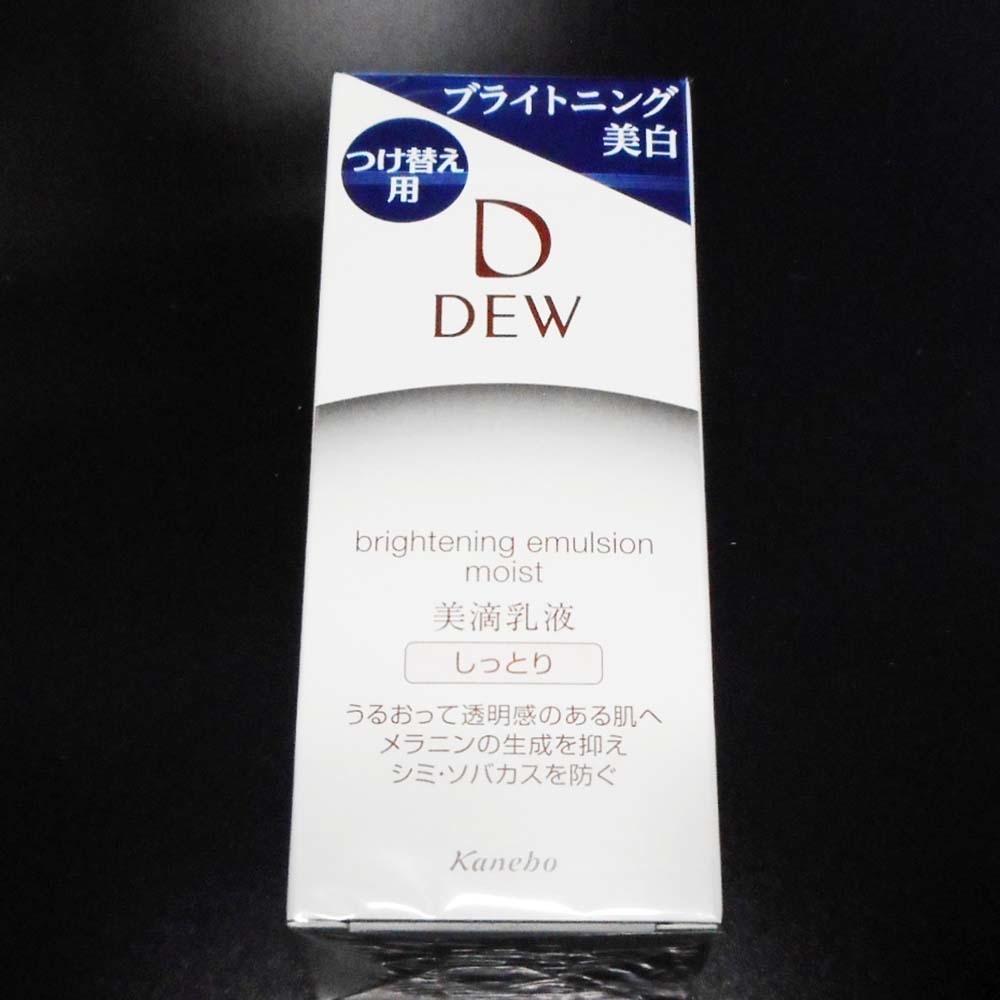 ブライトニング
美白
つけ替え
用
D
DEW
brightening emulsion
moist
美滴乳液
しっとり
うるおって透明感のある肌へ
メラニンの生成を抑え
シミ・ソバカスを防ぐ
Kanebo